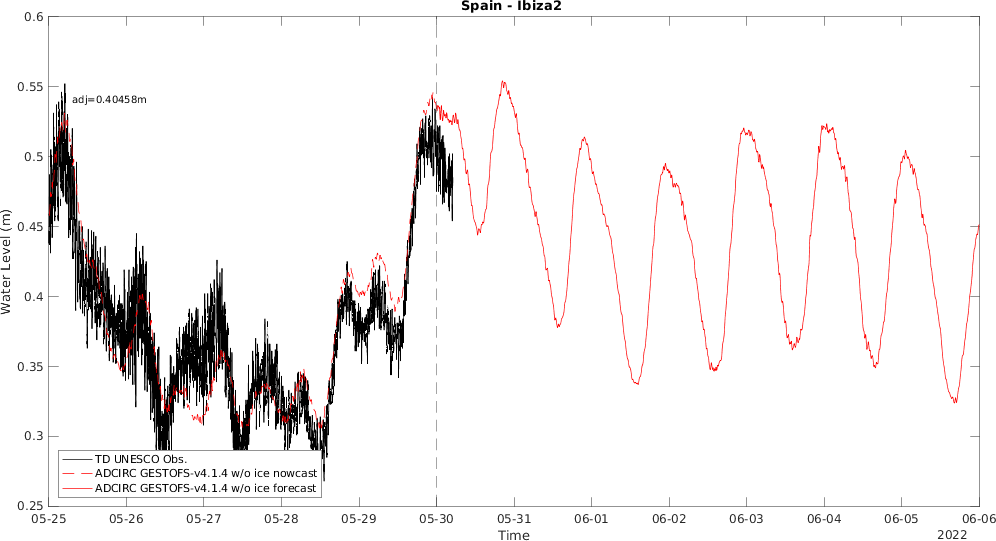 Spain - Ibiza2
0.6
0.55
0.5
0.45
0.4
0.35
0.3
0.25
Water Level (m)
adj=0.40458m
TD UNESCO Obs.
ADCIRC GESTOFS-v4.1.4 w/o ice nowcast
ADCIRC GESTOFS-v4.1.4 w/o ice forecast
05-25 05-26 05-27 05-28 05-29 05-30 05-31 06-01 06-02 06-03 06-04 06-05 06-06
Time
2022